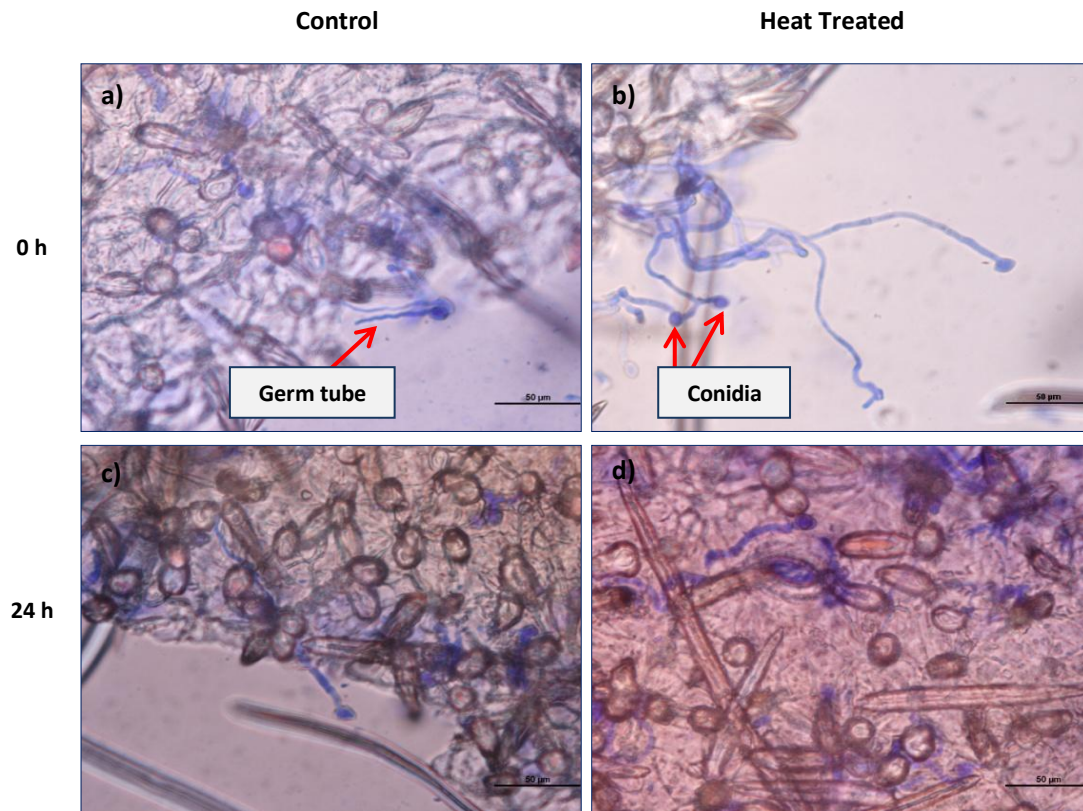 Control
Heat Treated
0 h
a)
b)
Germ tube
Conidia
50 µm
50 µm
24 h
c)
d)
50 µm
50 µm